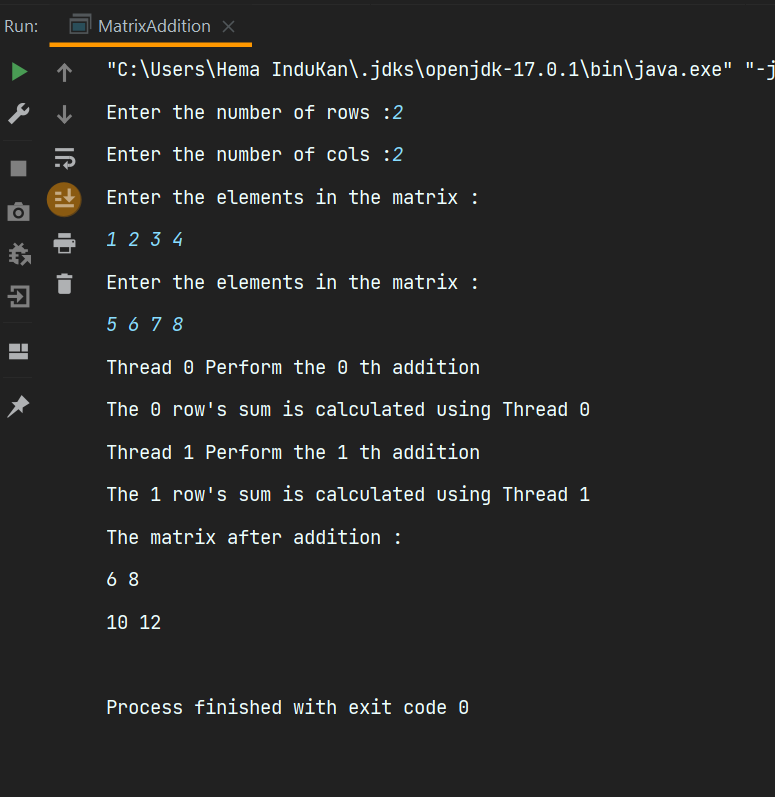 Run: MatrixAddition
"C:\Users\Hema InduKan\.jdks\openjdk-17.0.1\bin\java.exe" "-j
Enter the number of rows :2
Enter the number of cols :2
Enter the elements in the matrix :
1 2 3 4
Enter the elements in the matrix :
5 6 7 8
Thread 0 Perform the 0 th addition
The 0 row's sum is calculated using Thread 0
Thread 1 Perform the 1 th addition
The 1 row's sum is calculated using Thread 1
The matrix after addition :
6 8
10 12
Process finished with exit code 0